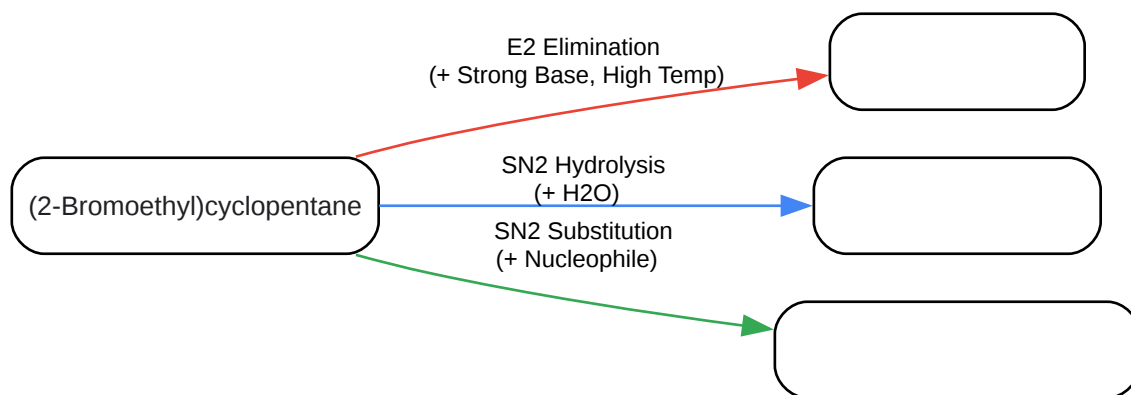 E2 Elimination
(+ Strong Base, High Temp)
(2-Bromoethyl)cyclopentane
SN2 Hydrolysis
(+ H2O)
SN2 Substitution
(+ Nucleophile)